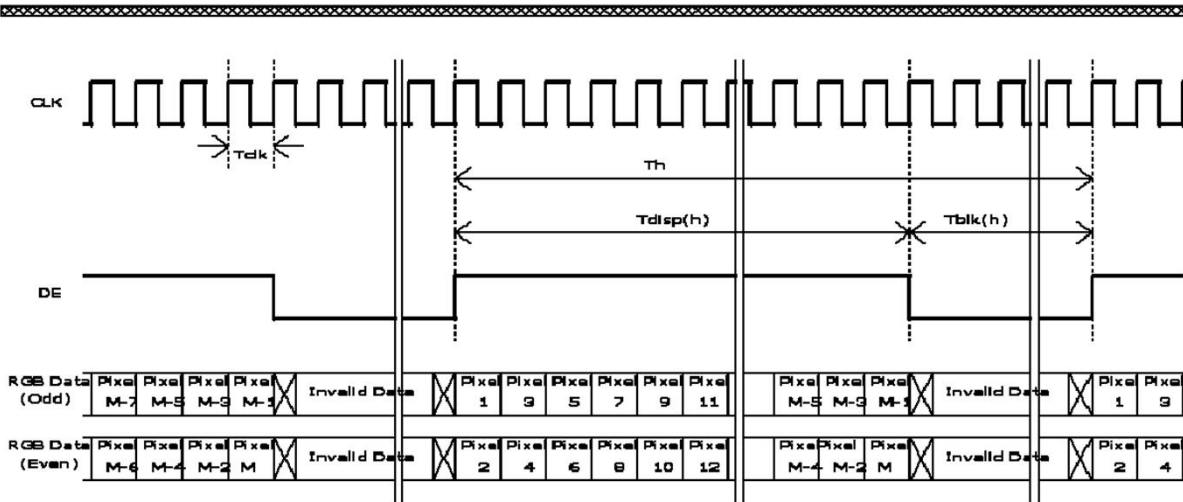 CLK
Tclk
Th
Tdisp(h)
Tblk(h)
DE
RGB Data (Odd)
Pixel M-7
Pixel M-5
Pixel M-3
Pixel M-1
Invalid Data
Pixel 1
Pixel 3
Pixel 5
Pixel 7
Pixel 9
Pixel 11
Pixel M-5
Pixel M-3
Pixel M-1
Invalid Data
Pixel 1
Pixel 3
RGB Data (Even)
Pixel M-6
Pixel M-4
Pixel M-2
Pixel M
Invalid Data
Pixel 2
Pixel 4
Pixel 6
Pixel 8
Pixel 10
Pixel 12
Pixel M-4
Pixel M-2
Pixel M
Invalid Data
Pixel 2
Pixel 4